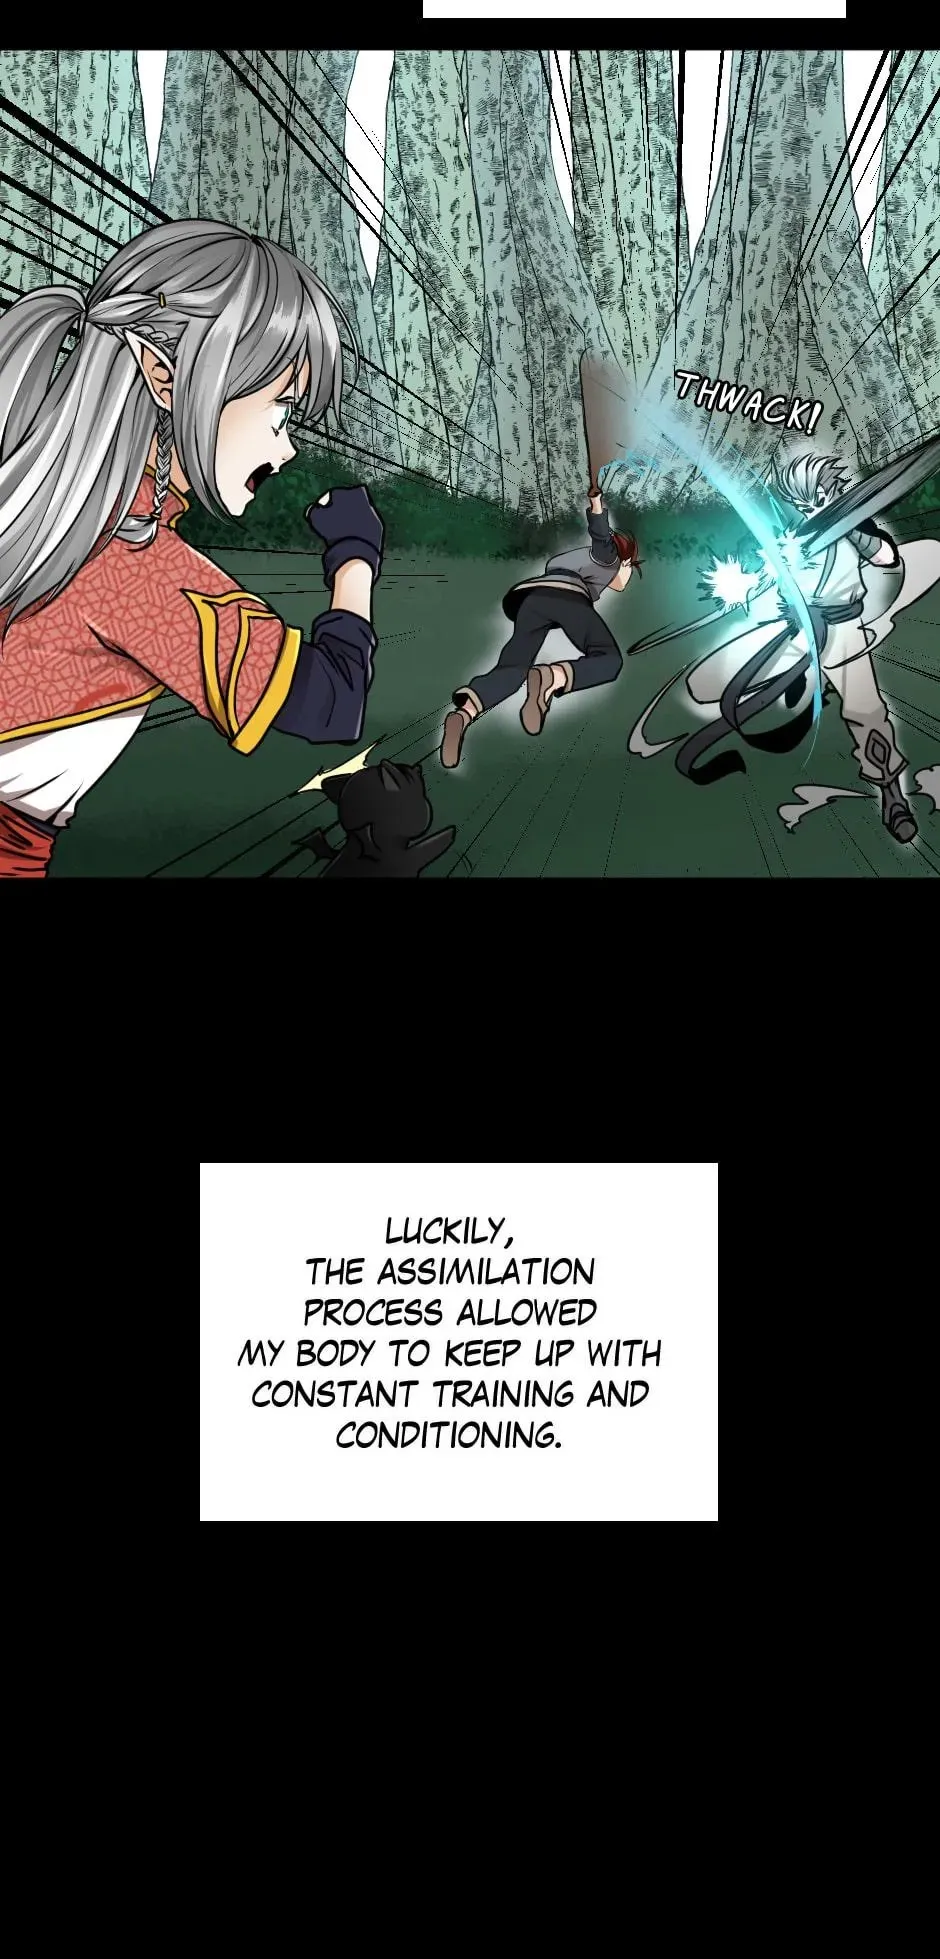 THWACK!
LUCKILY,
THE ASSIMILATION
PROCESS ALLOWED
MY BODY TO KEEP UP WITH
CONSTANT TRAINING AND
CONDITIONING.